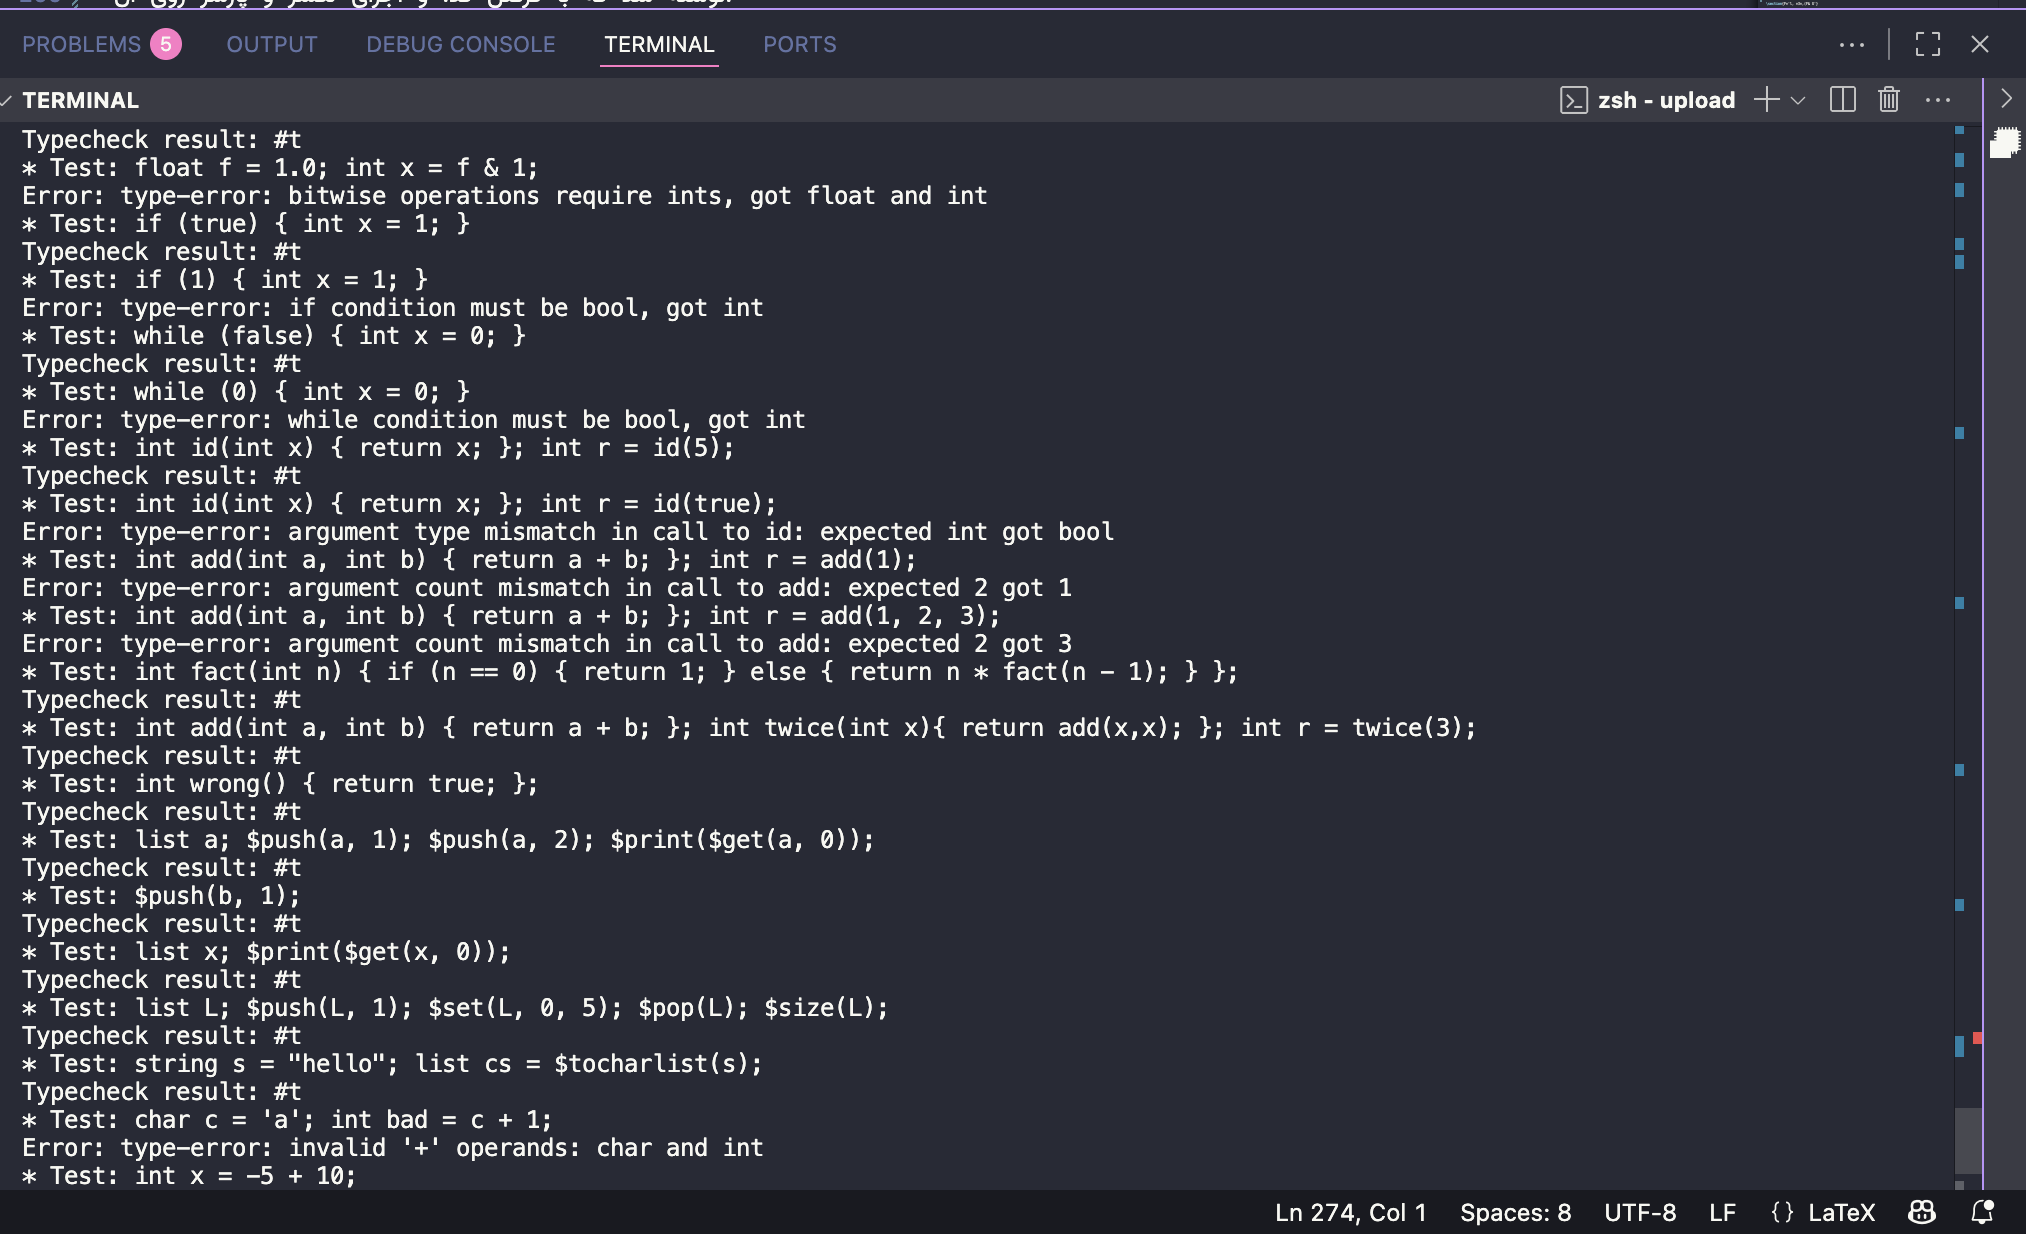 PROBLEMS 5 OUTPUT DEBUG CONSOLE TERMINAL PORTS
TERMINAL
zsh - upload
Typecheck result: #t
* Test: float f = 1.0; int x = f & 1;
Error: type-error: bitwise operations require ints, got float and int
* Test: if (true) { int x = 1; }
Typecheck result: #t
* Test: if (1) { int x = 1; }
Error: type-error: if condition must be bool, got int
* Test: while (false) { int x = 0; }
Typecheck result: #t
* Test: while (0) { int x = 0; }
Error: type-error: while condition must be bool, got int
* Test: int id(int x) { return x; }; int r = id(5);
Typecheck result: #t
* Test: int id(int x) { return x; }; int r = id(true);
Error: type-error: argument type mismatch in call to id: expected int got bool
* Test: int add(int a, int b) { return a + b; }; int r = add(1);
Error: type-error: argument count mismatch in call to add: expected 2 got 1
* Test: int add(int a, int b) { return a + b; }; int r = add(1, 2, 3);
Error: type-error: argument count mismatch in call to add: expected 2 got 3
* Test: int fact(int n) { if (n == 0) { return 1; } else { return n * fact(n - 1); } };
Typecheck result: #t
* Test: int add(int a, int b) { return a + b; }; int twice(int x){ return add(x,x); }; int r = twice(3);
Typecheck result: #t
* Test: int wrong() { return true; };
Typecheck result: #t
* Test: list a; $push(a, 1); $push(a, 2); $print($get(a, 0));
Typecheck result: #t
* Test: $push(b, 1);
Typecheck result: #t
* Test: list x; $print($get(x, 0));
Typecheck result: #t
* Test: list L; $push(L, 1); $set(L, 0, 5); $pop(L); $size(L);
Typecheck result: #t
* Test: string s = "hello"; list cs = $tocharlist(s);
Typecheck result: #t
* Test: char c = 'a'; int bad = c + 1;
Error: type-error: invalid '+' operands: char and int
* Test: int x = -5 + 10;
Ln 274, Col 1 Spaces: 8 UTF-8 LF {} LaTeX